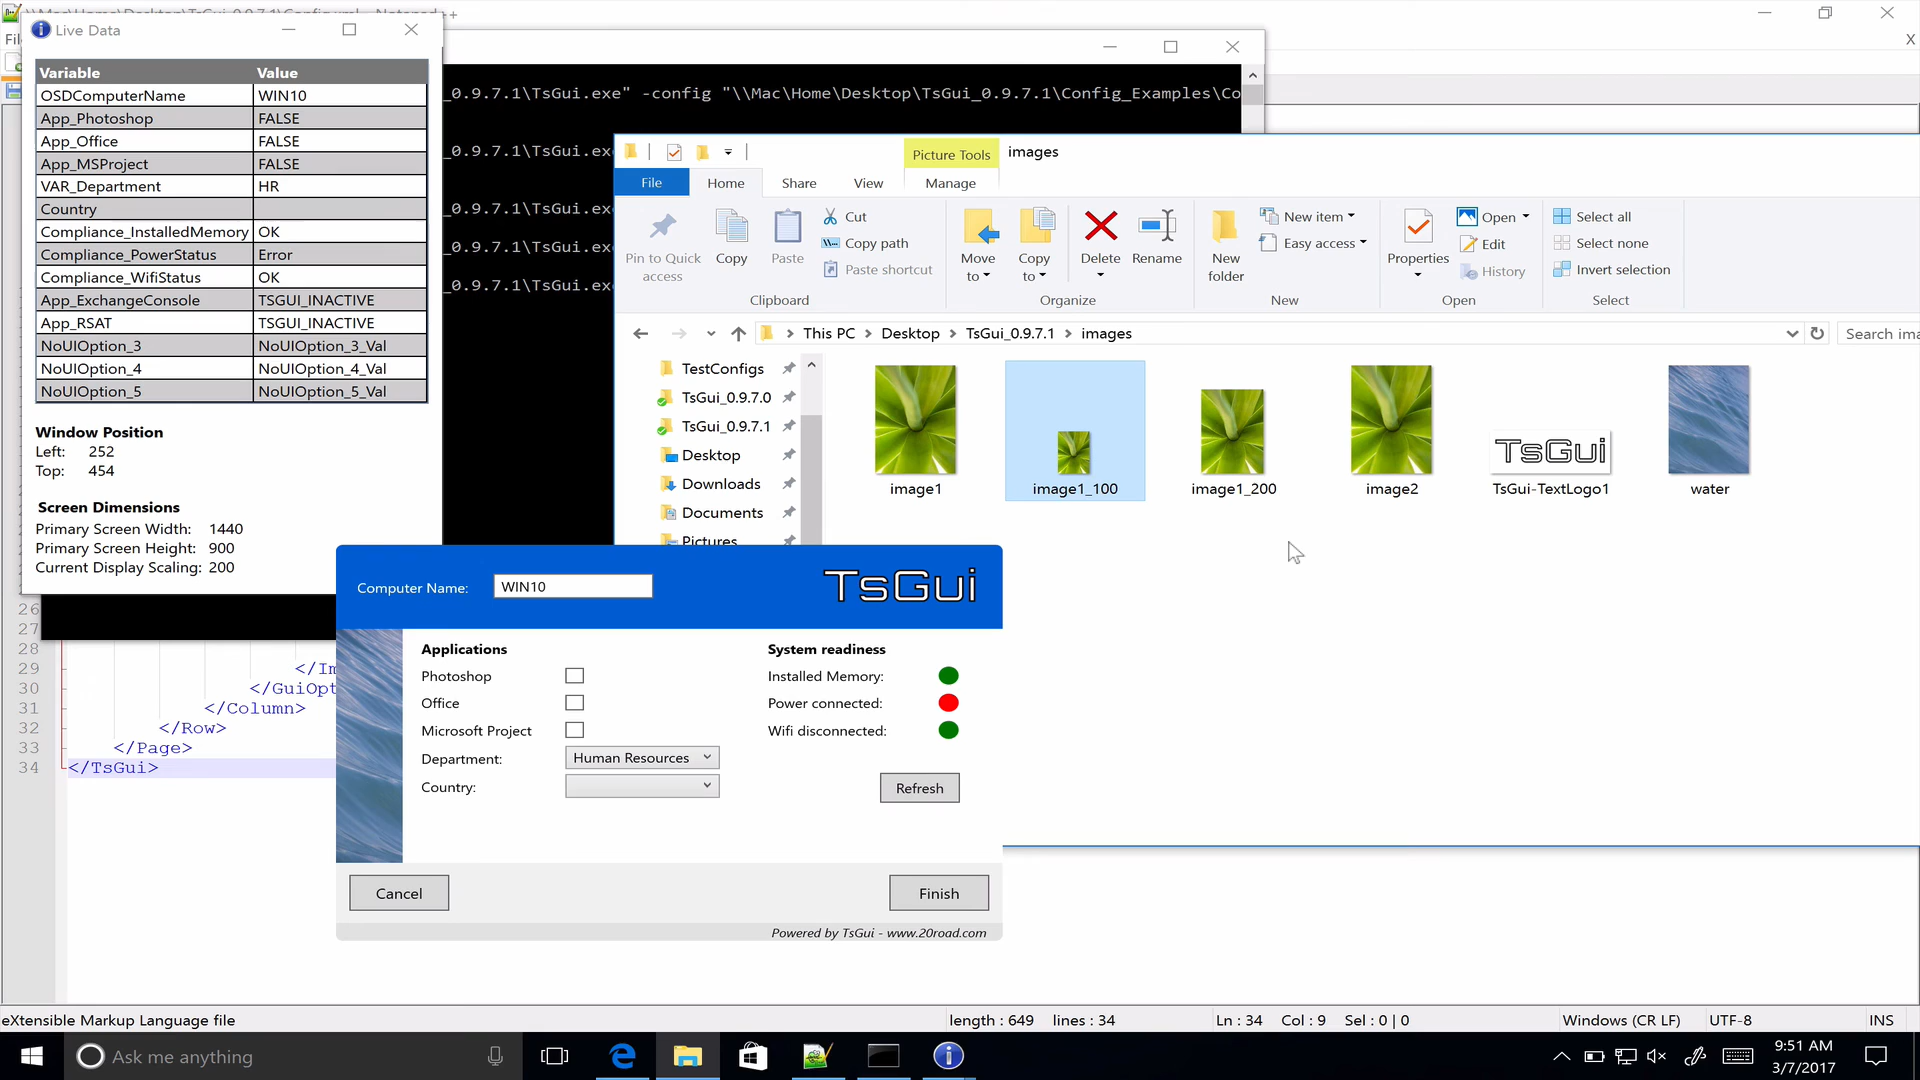 Live Data
Variable Value
OSDComputerName WIN10
App_Photoshop FALSE
App_Office FALSE
App_MSProject FALSE
VAR_Department HR
Country
Compliance_InstalledMemory OK
Compliance_PowerStatus Error
Compliance_WifiStatus OK
App_ExchangeConsole TSGUI_INACTIVE
App_RSAT TSGUI_INACTIVE
NoUIOption_3 NoUIOption_3_Val
NoUIOption_4 NoUIOption_4_Val
NoUIOption_5 NoUIOption_5_Val
Window Position
Left: 252
Top: 454
Screen Dimensions
Primary Screen Width: 1440
Primary Screen Height: 900
Current Display Scaling: 200
_0.9.7.1\TsGui.exe" -config "\\Mac\Home\Desktop\TsGui_0.9.7.1\Config_Examples\Co
_0.9.7.1\TsGui.ex
_0.9.7.1\TsGui.ex
_0.9.7.1\TsGui.ex
_0.9.7.1\TsGui.ex
X
Picture Tools images
File Home Share View Manage
Pin to Quick access
Copy
Paste
Cut
Copy path
Paste shortcut
Clipboard
Move to
Copy to
Delete
Rename
Organize
New folder
New item
Easy access
New
Properties
Open
Edit
History
Open
Select all
Select none
Invert selection
Select
This PC Desktop TsGui_0.9.7.1 images
Search ima
TestConfigs
TsGui_0.9.7.0
TsGui_0.9.7.1
Desktop
Downloads
Documents
Pictures
image1 image1_100 image1_200 image2 TsGui-TextLogo1 water
TsGui
Computer Name: WIN10
TsGui
Applications
Photoshop
Office
Microsoft Project
Department: Human Resources
Country:
System readiness
Installed Memory:
Power connected:
Wifi disconnected:
Refresh
Cancel Finish
Powered by TsGui - www.20road.com
26
27
28
29 </Im
30 </GuiOpt
31 </Column>
32 </Row>
33 </Page>
34 </TsGui>
eXtensible Markup Language file length : 649 lines : 34 Ln : 34 Col : 9 Sel : 0 | 0 Windows (CR LF) UTF-8 INS
Ask me anything
9:51 AM
3/7/2017